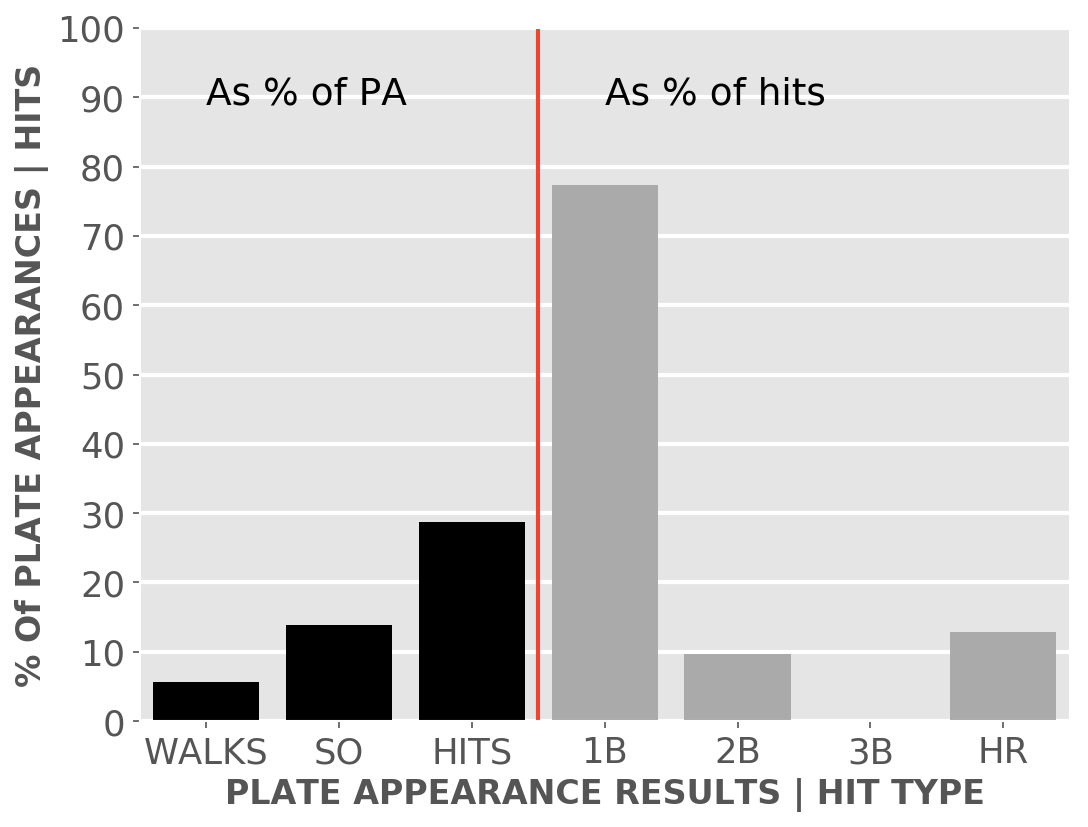 % Of PLATE APPEARANCES | HITS
100
90
80
70
60
50
40
30
20
10
0
As % of PA
As % of hits
WALKS SO HITS 1B 2B 3B HR
PLATE APPEARANCE RESULTS | HIT TYPE